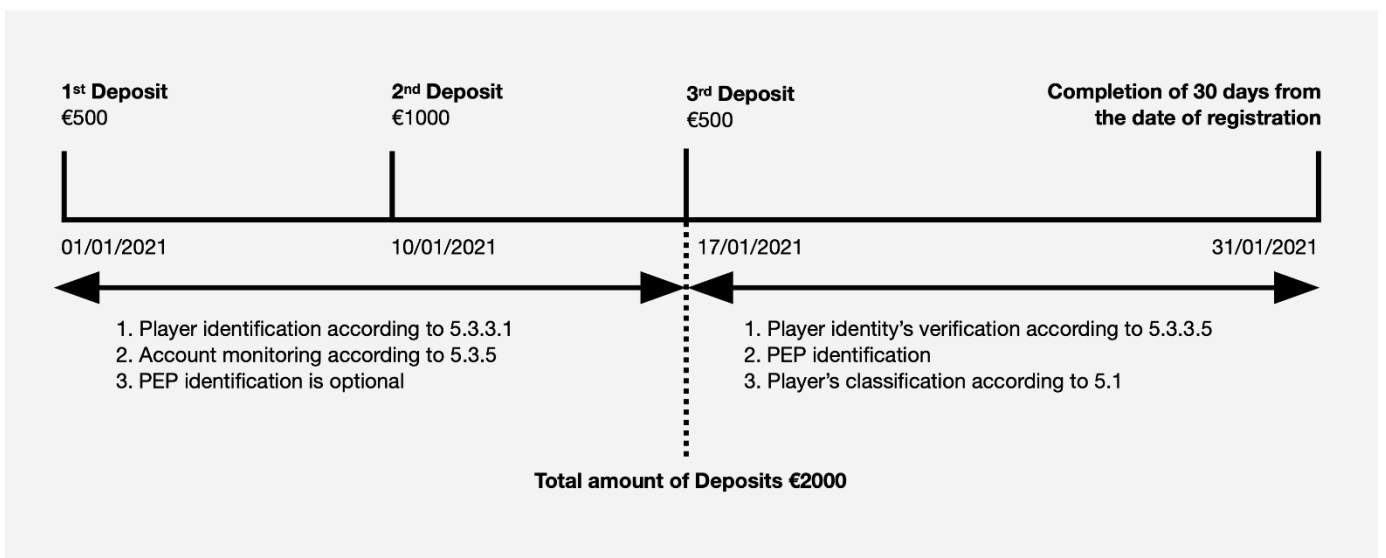 1st Deposit
€500
2nd Deposit
€1000
3rd Deposit
€500
Completion of 30 days from
the date of registration
01/01/2021
10/01/2021
17/01/2021
31/01/2021
1. Player identification according to 5.3.3.1
2. Account monitoring according to 5.3.5
3. PEP identification is optional
1. Player identity’s verification according to 5.3.3.5
2. PEP identification
3. Player’s classification according to 5.1
Total amount of Deposits €2000